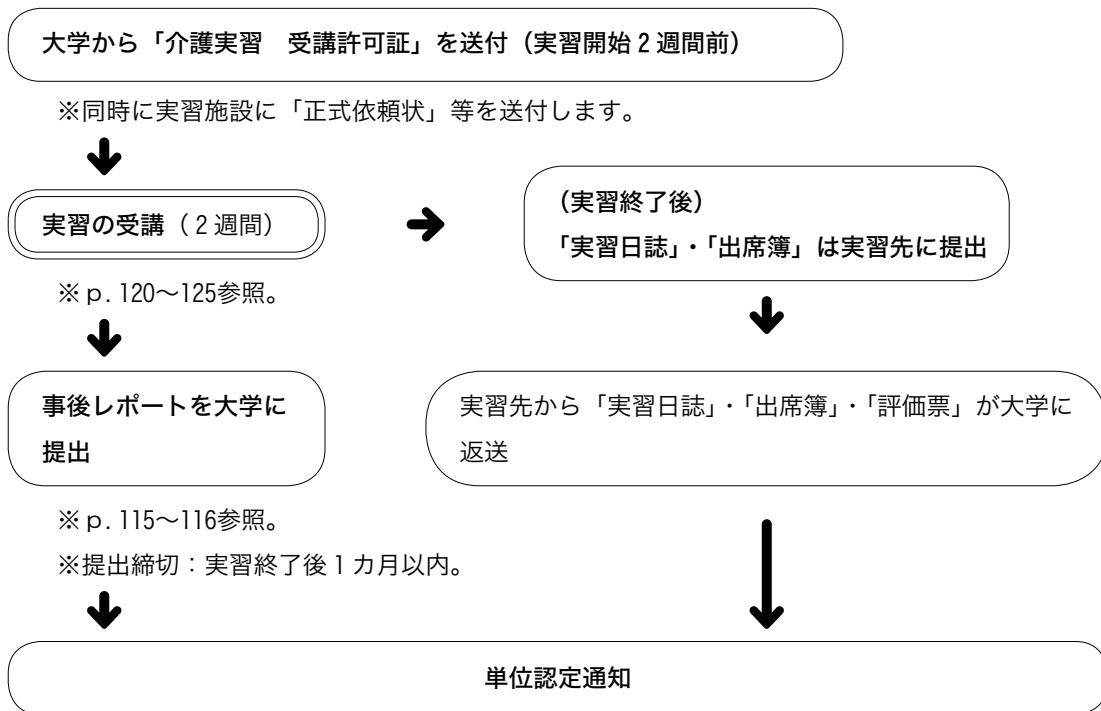 大学から「介護実習　受講許可証」を送付（実習開始２週間前）
※同時に実習施設に「正式依頼状」等を送付します。
実習の受講（２週間）
（実習終了後）
「実習日誌」・「出席簿」は実習先に提出
※ｐ.120～125参照。
事後レポートを大学に
提出
実習先から「実習日誌」・「出席簿」・「評価票」が大学に
返送
※ｐ.115～116参照。
※提出締切：実習終了後１カ月以内。
単位認定通知